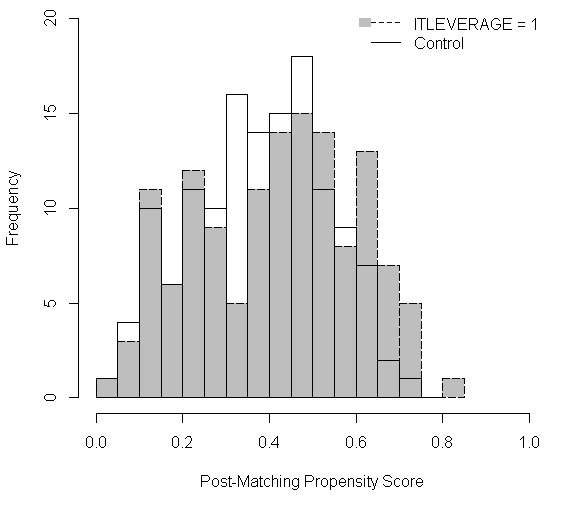 ITLEVERAGE = 1
Control
20
15
10
5
0
Frequency
0.0 0.2 0.4 0.6 0.8 1.0
Post-Matching Propensity Score